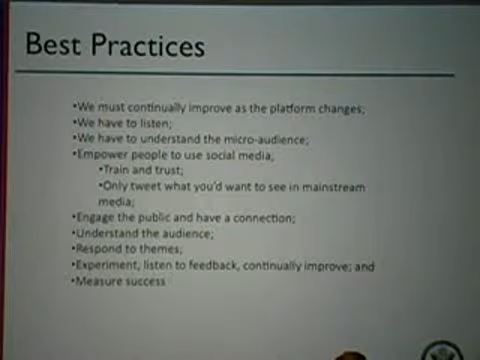 Best Practices
•We must continually improve as the platform changes;
•We have to listen;
•We have to understand the micro-audience;
•Empower people to use social media;
•Train and trust;
•Only tweet what you'd want to see in mainstream
media;
•Engage the public and have a connection;
•Understand the audience;
•Respond to themes;
•Experiment, listen to feedback, continually improve; and
•Measure success